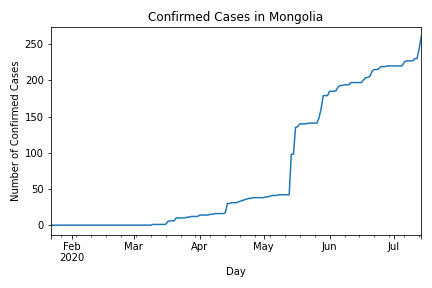 Confirmed Cases in Mongolia
250
200
150
100
50
0
Number of Confirmed Cases
Feb Mar Apr May Jun Jul
2020
Day